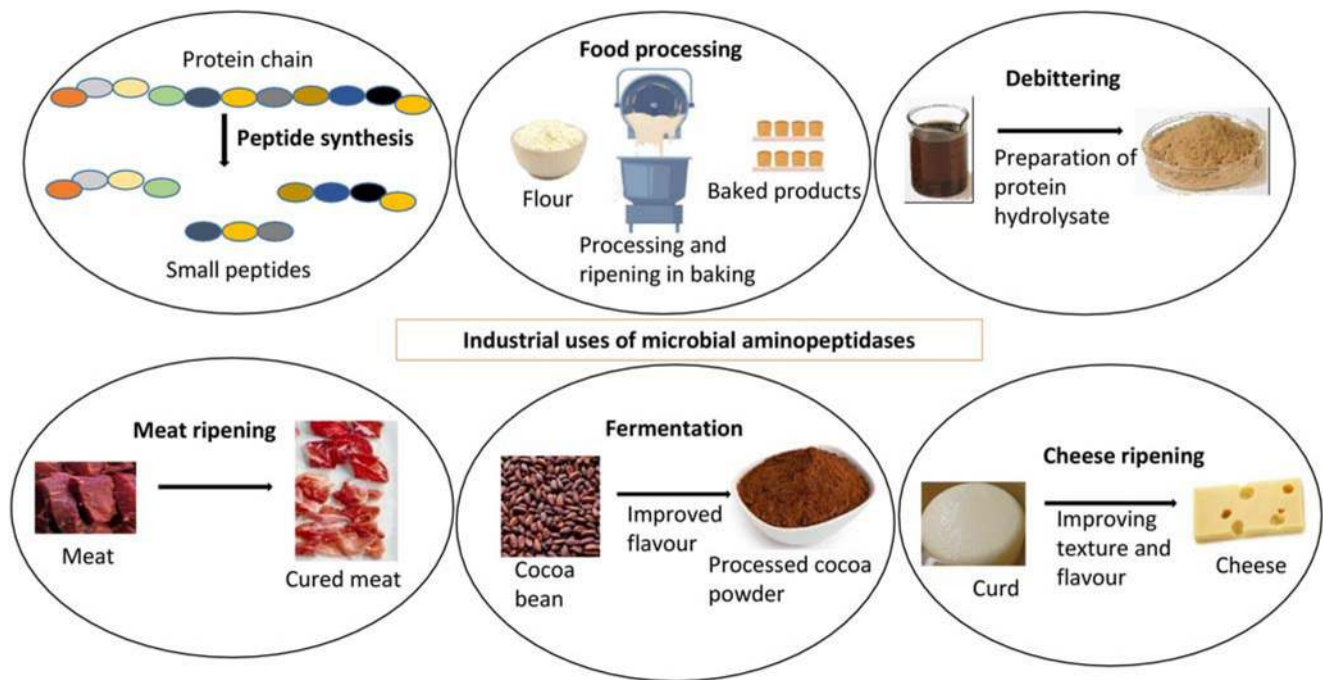 Protein chain
Peptide synthesis
Small peptides
Food processing
Flour
Baked products
Processing and
ripening in baking
Debittering
Preparation of
protein
hydrolysate
Industrial uses of microbial aminopeptidases
Meat ripening
Meat
Cured meat
Fermentation
Improved
flavour
Cocoa
bean
Processed cocoa
powder
Cheese ripening
Improving
texture and
flavour
Curd
Cheese